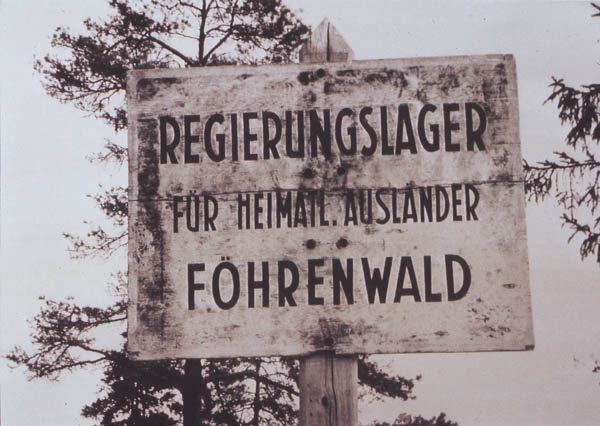 REGIERUNGSLAGER
FÜR HEIMATL. AUSLÄNDER
FÖHRENWALD